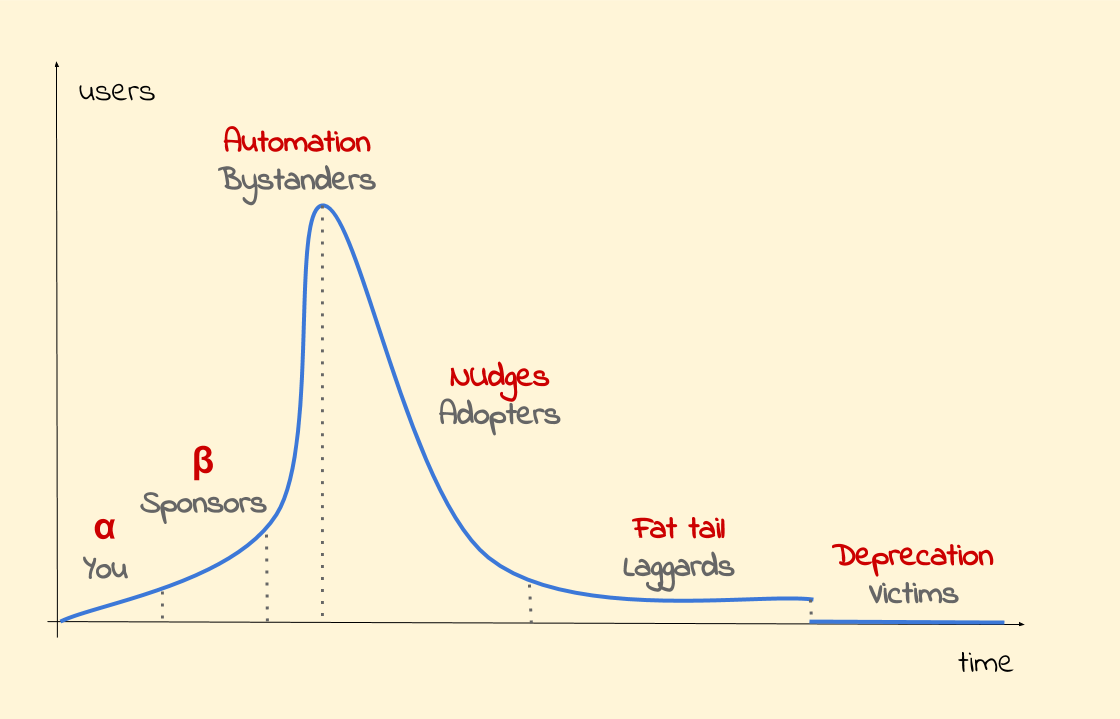 users
Automation
Bystanders
Nudges
Adopters
β
Sponsors
α
You
Fat tail
Laggards
Deprecation
Victims
time